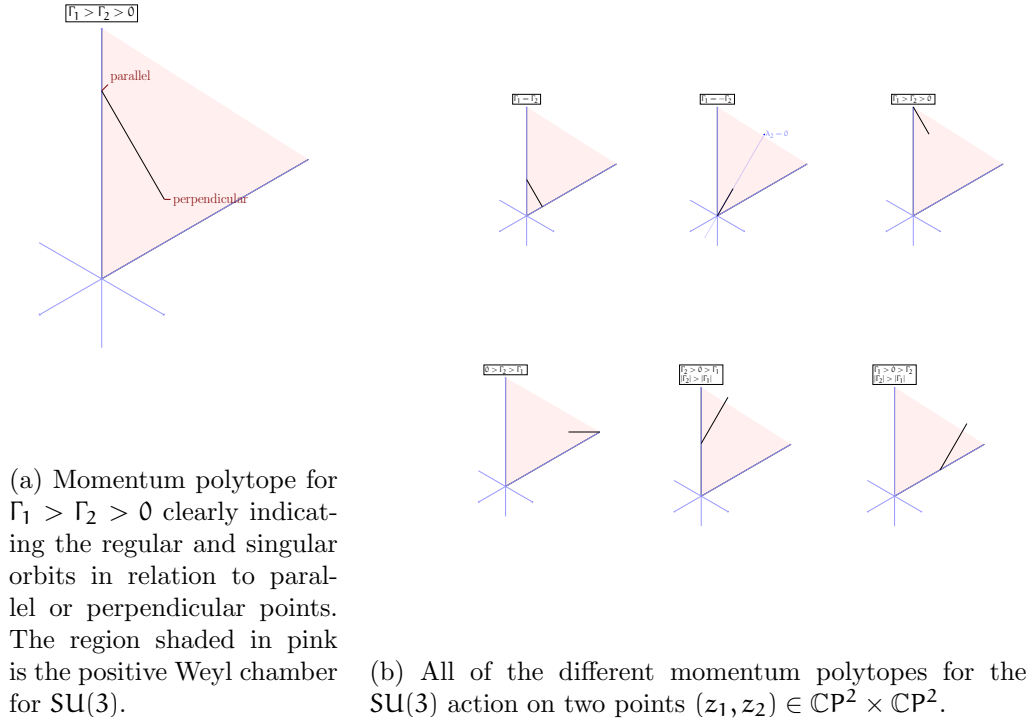 Γ₁ > Γ₂ > 0
parallel
perpendicular
Γ₁ = Γ₂
Γ₁ = −Γ₂
λ₂ = 0
Γ₁ > Γ₂ > 0
0 > Γ₂ > Γ₁
Γ₂ > 0 > Γ₁
|Γ₂| > |Γ₁|
Γ₁ > 0 > Γ₂
|Γ₂| > |Γ₁|
(a) Momentum polytope for
Γ₁ > Γ₂ > 0 clearly indicat-
ing the regular and singular
orbits in relation to paral-
lel or perpendicular points.
The region shaded in pink
is the positive Weyl chamber
for SU(3).
(b) All of the different momentum polytopes for the
SU(3) action on two points (z₁, z₂) ∈ ℂP² × ℂP².